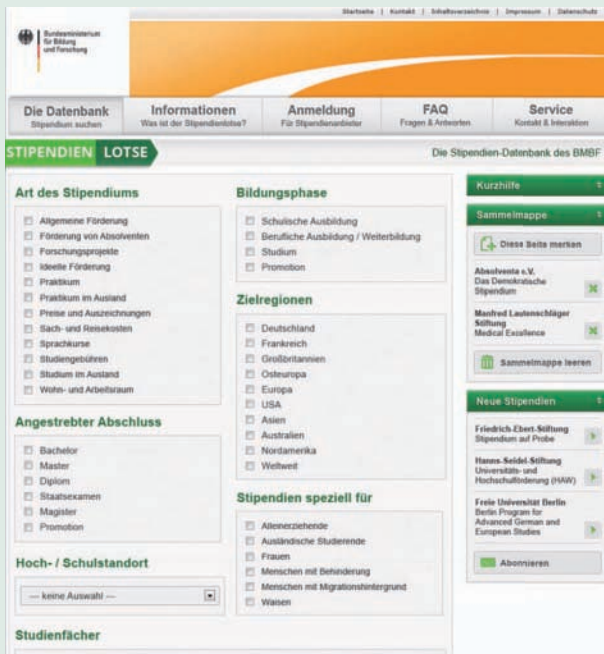 Startseite | Kontakt | Inhaltsverzeichnis | Impressum | Datenschutz
Bundesministerium
für Bildung
und Forschung
Die Datenbank
Stipendium suchen
Informationen
Was ist der Stipendienlotse?
Anmeldung
Für Stipendienanbieter
FAQ
Fragen & Antworten
Service
Kontakt & Interaktion
STIPENDIEN LOTSE
Die Stipendien-Datenbank des BMBF
Art des Stipendiums
Allgemeine Förderung
Förderung von Absolventen
Forschungsprojekte
Ideelle Förderung
Praktikum
Praktikum im Ausland
Preise und Auszeichnungen
Sach- und Reisekosten
Sprachkurse
Studiengebühren
Studium im Ausland
Wohn- und Arbeitsraum
Angestrebter Abschluss
Bachelor
Master
Diplom
Staatsexamen
Magister
Promotion
Hoch- / Schulstandort
--- keine Auswahl ---
Studienfächer
Bildungsphase
Schulische Ausbildung
Berufliche Ausbildung / Weiterbildung
Studium
Promotion
Zielregionen
Deutschland
Frankreich
Großbritannien
Osteuropa
Europa
USA
Asien
Australien
Nordamerika
Weltweit
Stipendien speziell für
Alleinerziehende
Ausländische Studierende
Frauen
Menschen mit Behinderung
Menschen mit Migrationshintergrund
Waisen
Kurzhilfe
Sammelmappe
Diese Seite merken
Absolventa e.V.
Das Demokratische
Stipendium
Manfred Lautenschläger
Stiftung
Medical Excellence
Sammelmappe leeren
Neue Stipendien
Friedrich-Ebert-Stiftung
Stipendium auf Probe
Hanns-Seidel-Stiftung
Universitäts- und
Hochschulförderung (HAW)
Freie Universität Berlin
Berlin Program for
Advanced German and
European Studies
Abonnieren